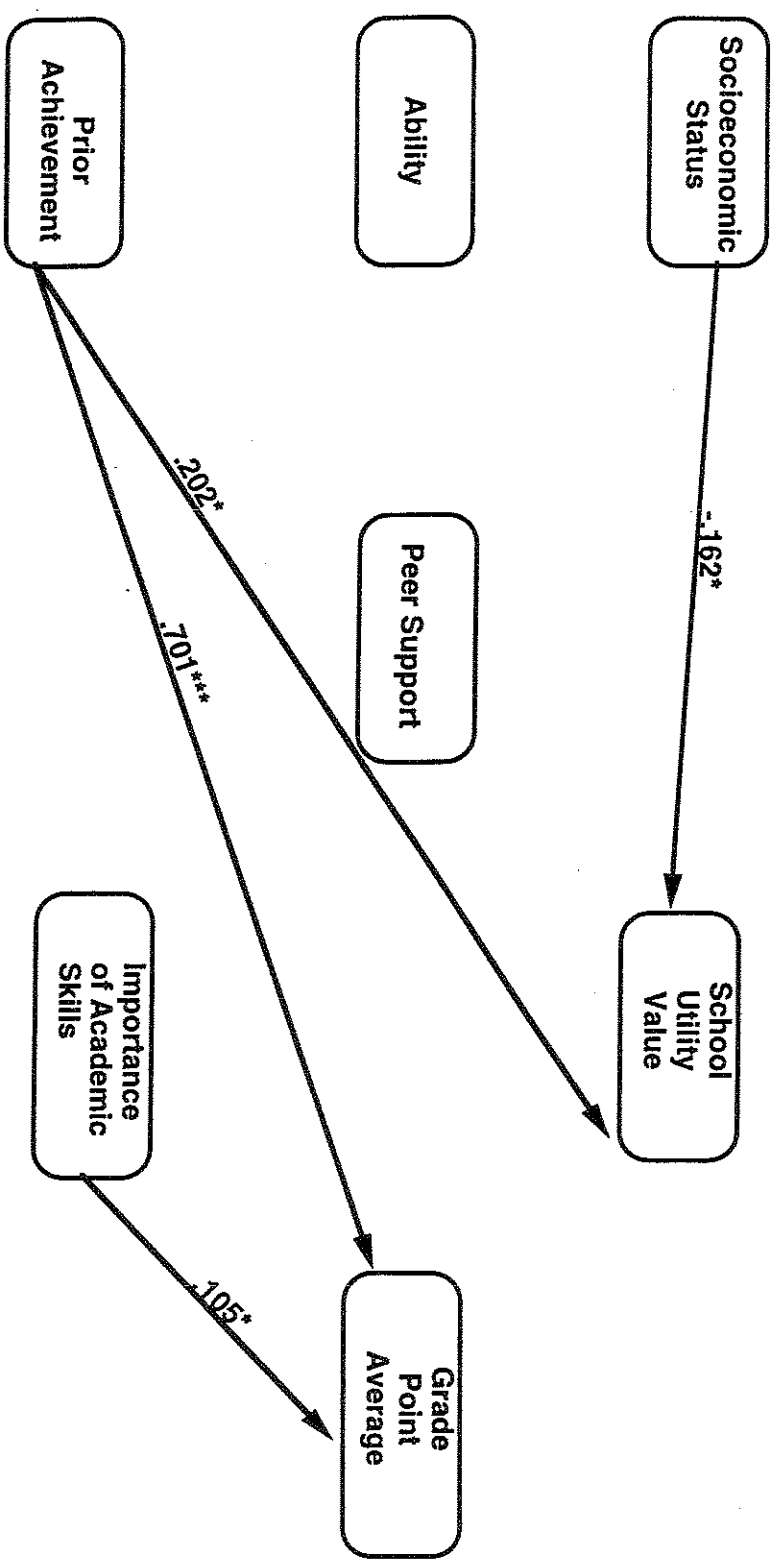 Socioeconomic
Status
-.162*
School
Utility
Value
Ability
Peer Support
Grade
Point
Average
.202*
.701***
.105*
Prior
Achievement
Importance
of Academic
Skills